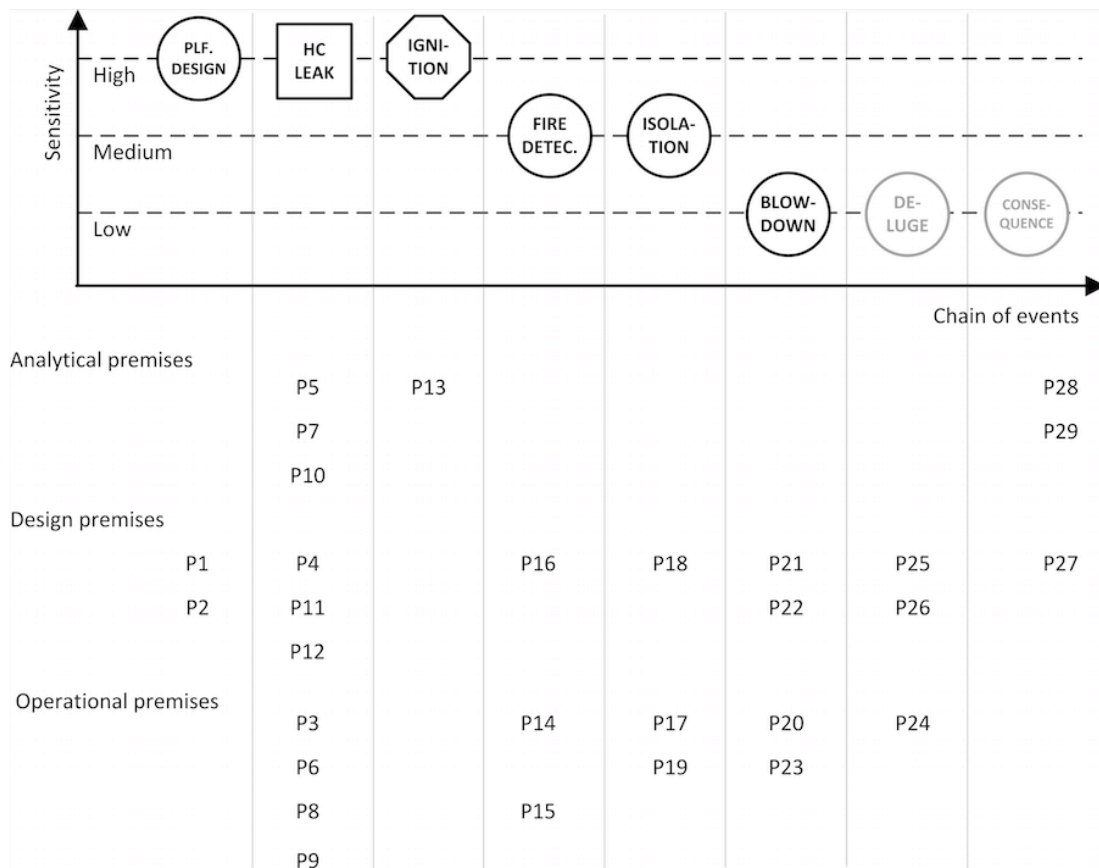 Sensitivity
PLF.
DESIGN
HC
LEAK
IGNI-
TION
High
FIRE
DETEC.
ISOLA-
TION
Medium
BLOW-
DOWN
DE-
LUGE
CONSE-
QUENCE
Low
Chain of events
Analytical premises
P5 P13 P28
P7 P29
P10
Design premises
P1 P4 P16 P18 P21 P25 P27
P2 P11 P22 P26
P12
Operational premises
P3 P14 P17 P20 P24
P6 P19 P23
P8 P15
P9